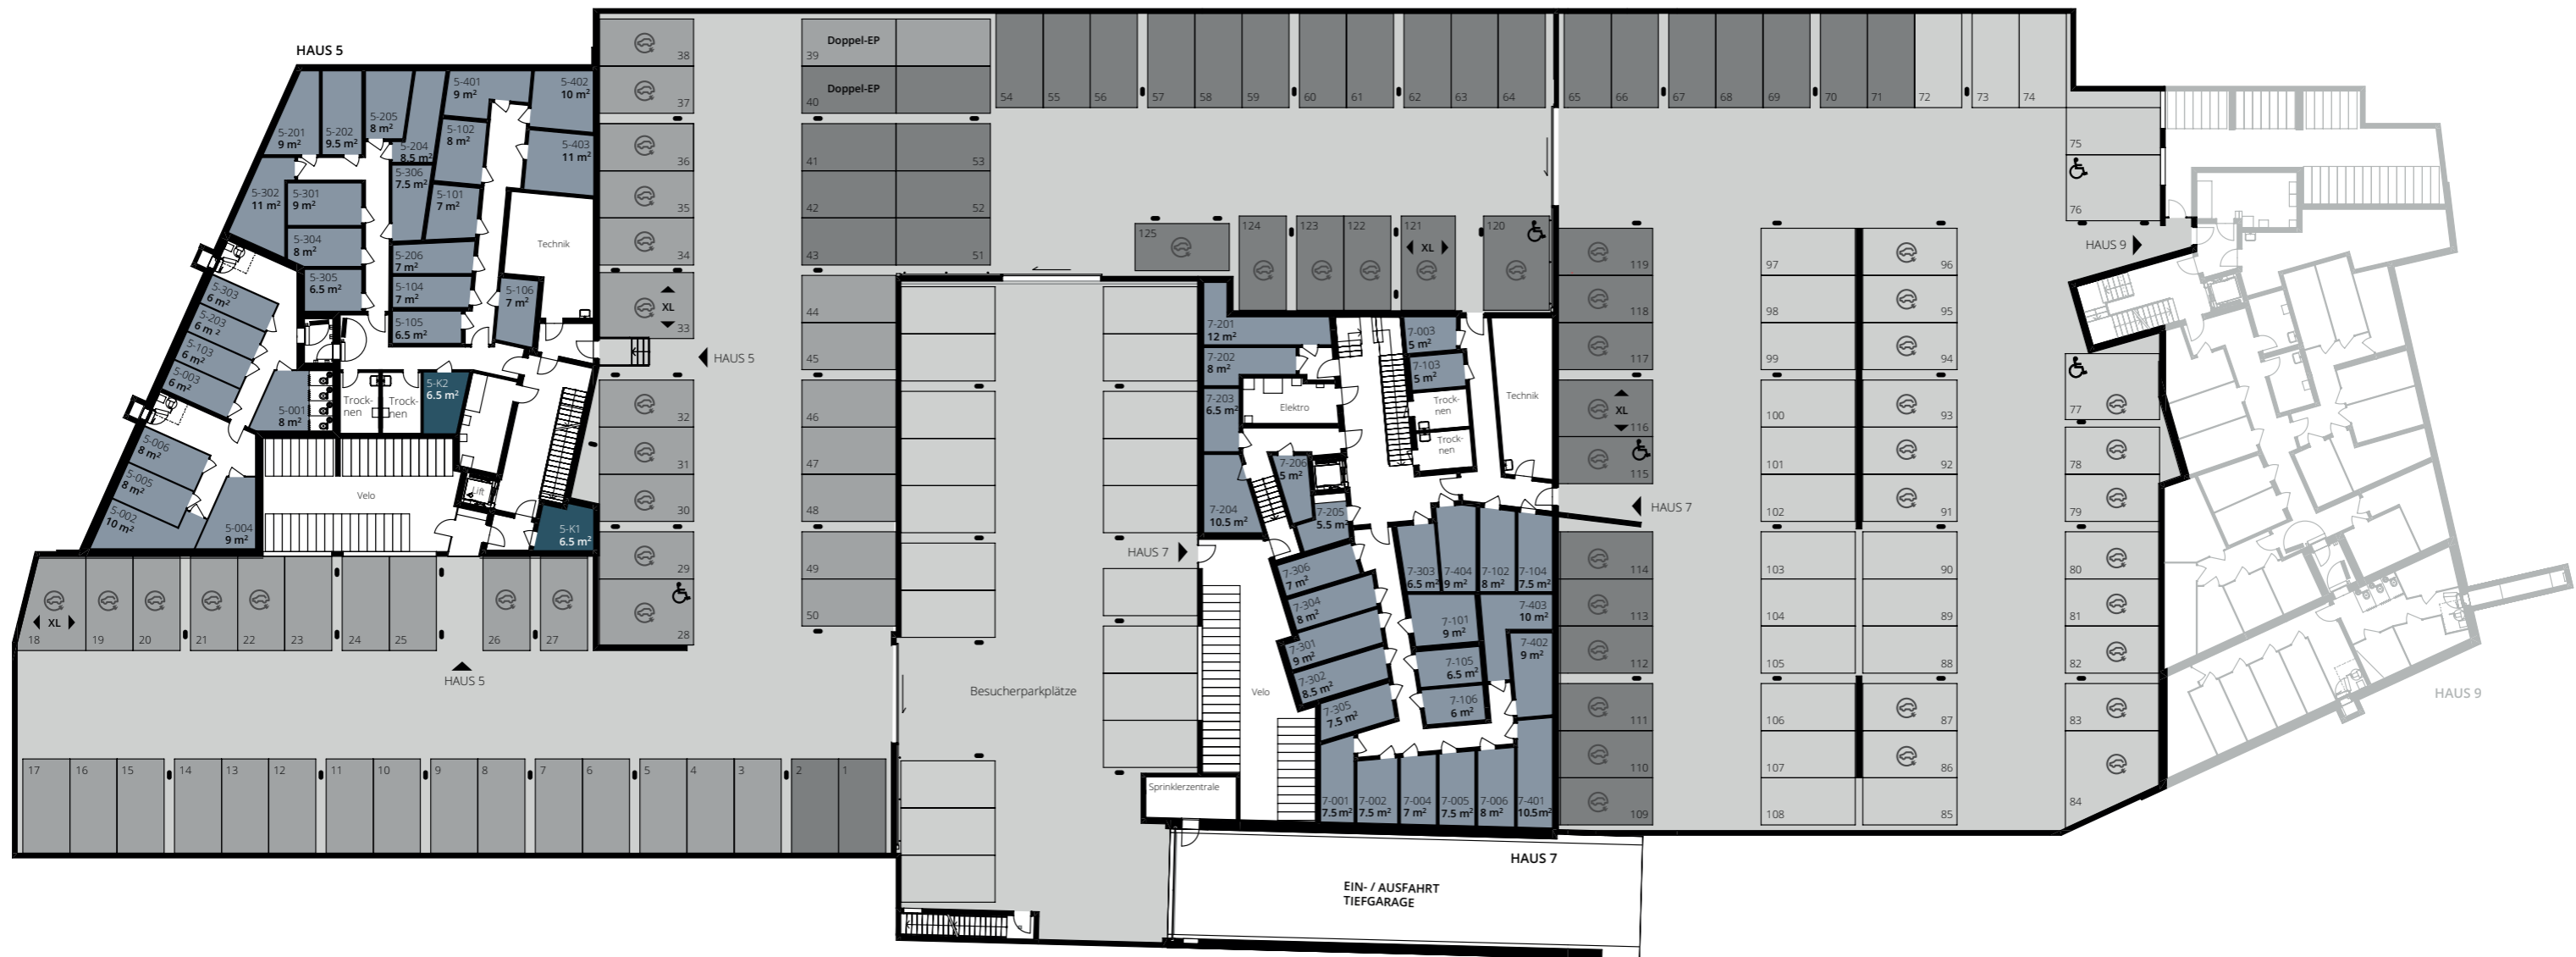 HAUS 5
5-201
9 m²
5-202
9.5 m²
5-205
8 m²
5-204
8.5 m²
5-401
9 m²
5-402
10 m²
5-102
8 m²
5-403
11 m²
5-306
7.5 m²
5-302
11 m²
5-301
9 m²
5-101
7 m²
5-304
8 m²
Technik
5-206
7 m²
5-305
6.5 m²
5-104
7 m²
5-106
7 m²
5-105
6.5 m²
5-303
6 m²
5-203
6 m²
5-103
6 m²
5-003
6 m²
5-001
8 m²
Trock-
nen
Trock-
nen
5-K2
6.5 m²
5-006
8 m²
5-005
8 m²
5-002
10 m²
5-004
9 m²
Velo
Lift
5-K1
6.5 m²
38
37
36
35
34
XL
33
HAUS 5
32
31
30
29
28
XL
18
19
20
21
22
23
24
25
26
27
HAUS 5
17
16
15
14
13
12
11
10
9
8
7
6
5
4
3
2
1
Doppel-EP
39
Doppel-EP
40
41
53
42
52
43
51
44
45
46
47
48
49
50
54
55
56
57
58
59
60
61
62
63
64
65
66
67
68
69
70
71
72
73
74
75
76
HAUS 9
125
124
123
122
121
XL
120
7-201
12 m²
7-202
8 m²
7-203
6.5 m²
Elektro
7-003
5 m²
7-103
5 m²
Trock-
nen
Trock-
nen
Technik
7-204
10.5 m²
7-206
5 m²
7-205
5.5 m²
HAUS 7
7-306
7 m²
7-304
8 m²
7-301
9 m²
7-302
8.5 m²
7-305
7.5 m²
7-303
6.5 m²
7-404
9 m²
7-102
8 m²
7-104
7.5 m²
7-101
9 m²
7-403
10 m²
7-402
9 m²
7-105
6.5 m²
7-106
6 m²
Besucherparkplätze
Velo
Sprinklerzentrale
7-001
7.5 m²
7-002
7.5 m²
7-004
7 m²
7-005
7.5 m²
7-006
8 m²
7-401
10.5 m²
HAUS 7
EIN- / AUSFAHRT
TIEFGARAGE
119
118
117
XL
116
115
HAUS 7
114
113
112
111
110
109
97
96
98
95
99
94
100
93
101
92
102
91
103
90
104
89
105
88
106
87
107
86
108
85
77
78
79
80
81
82
83
84
HAUS 9